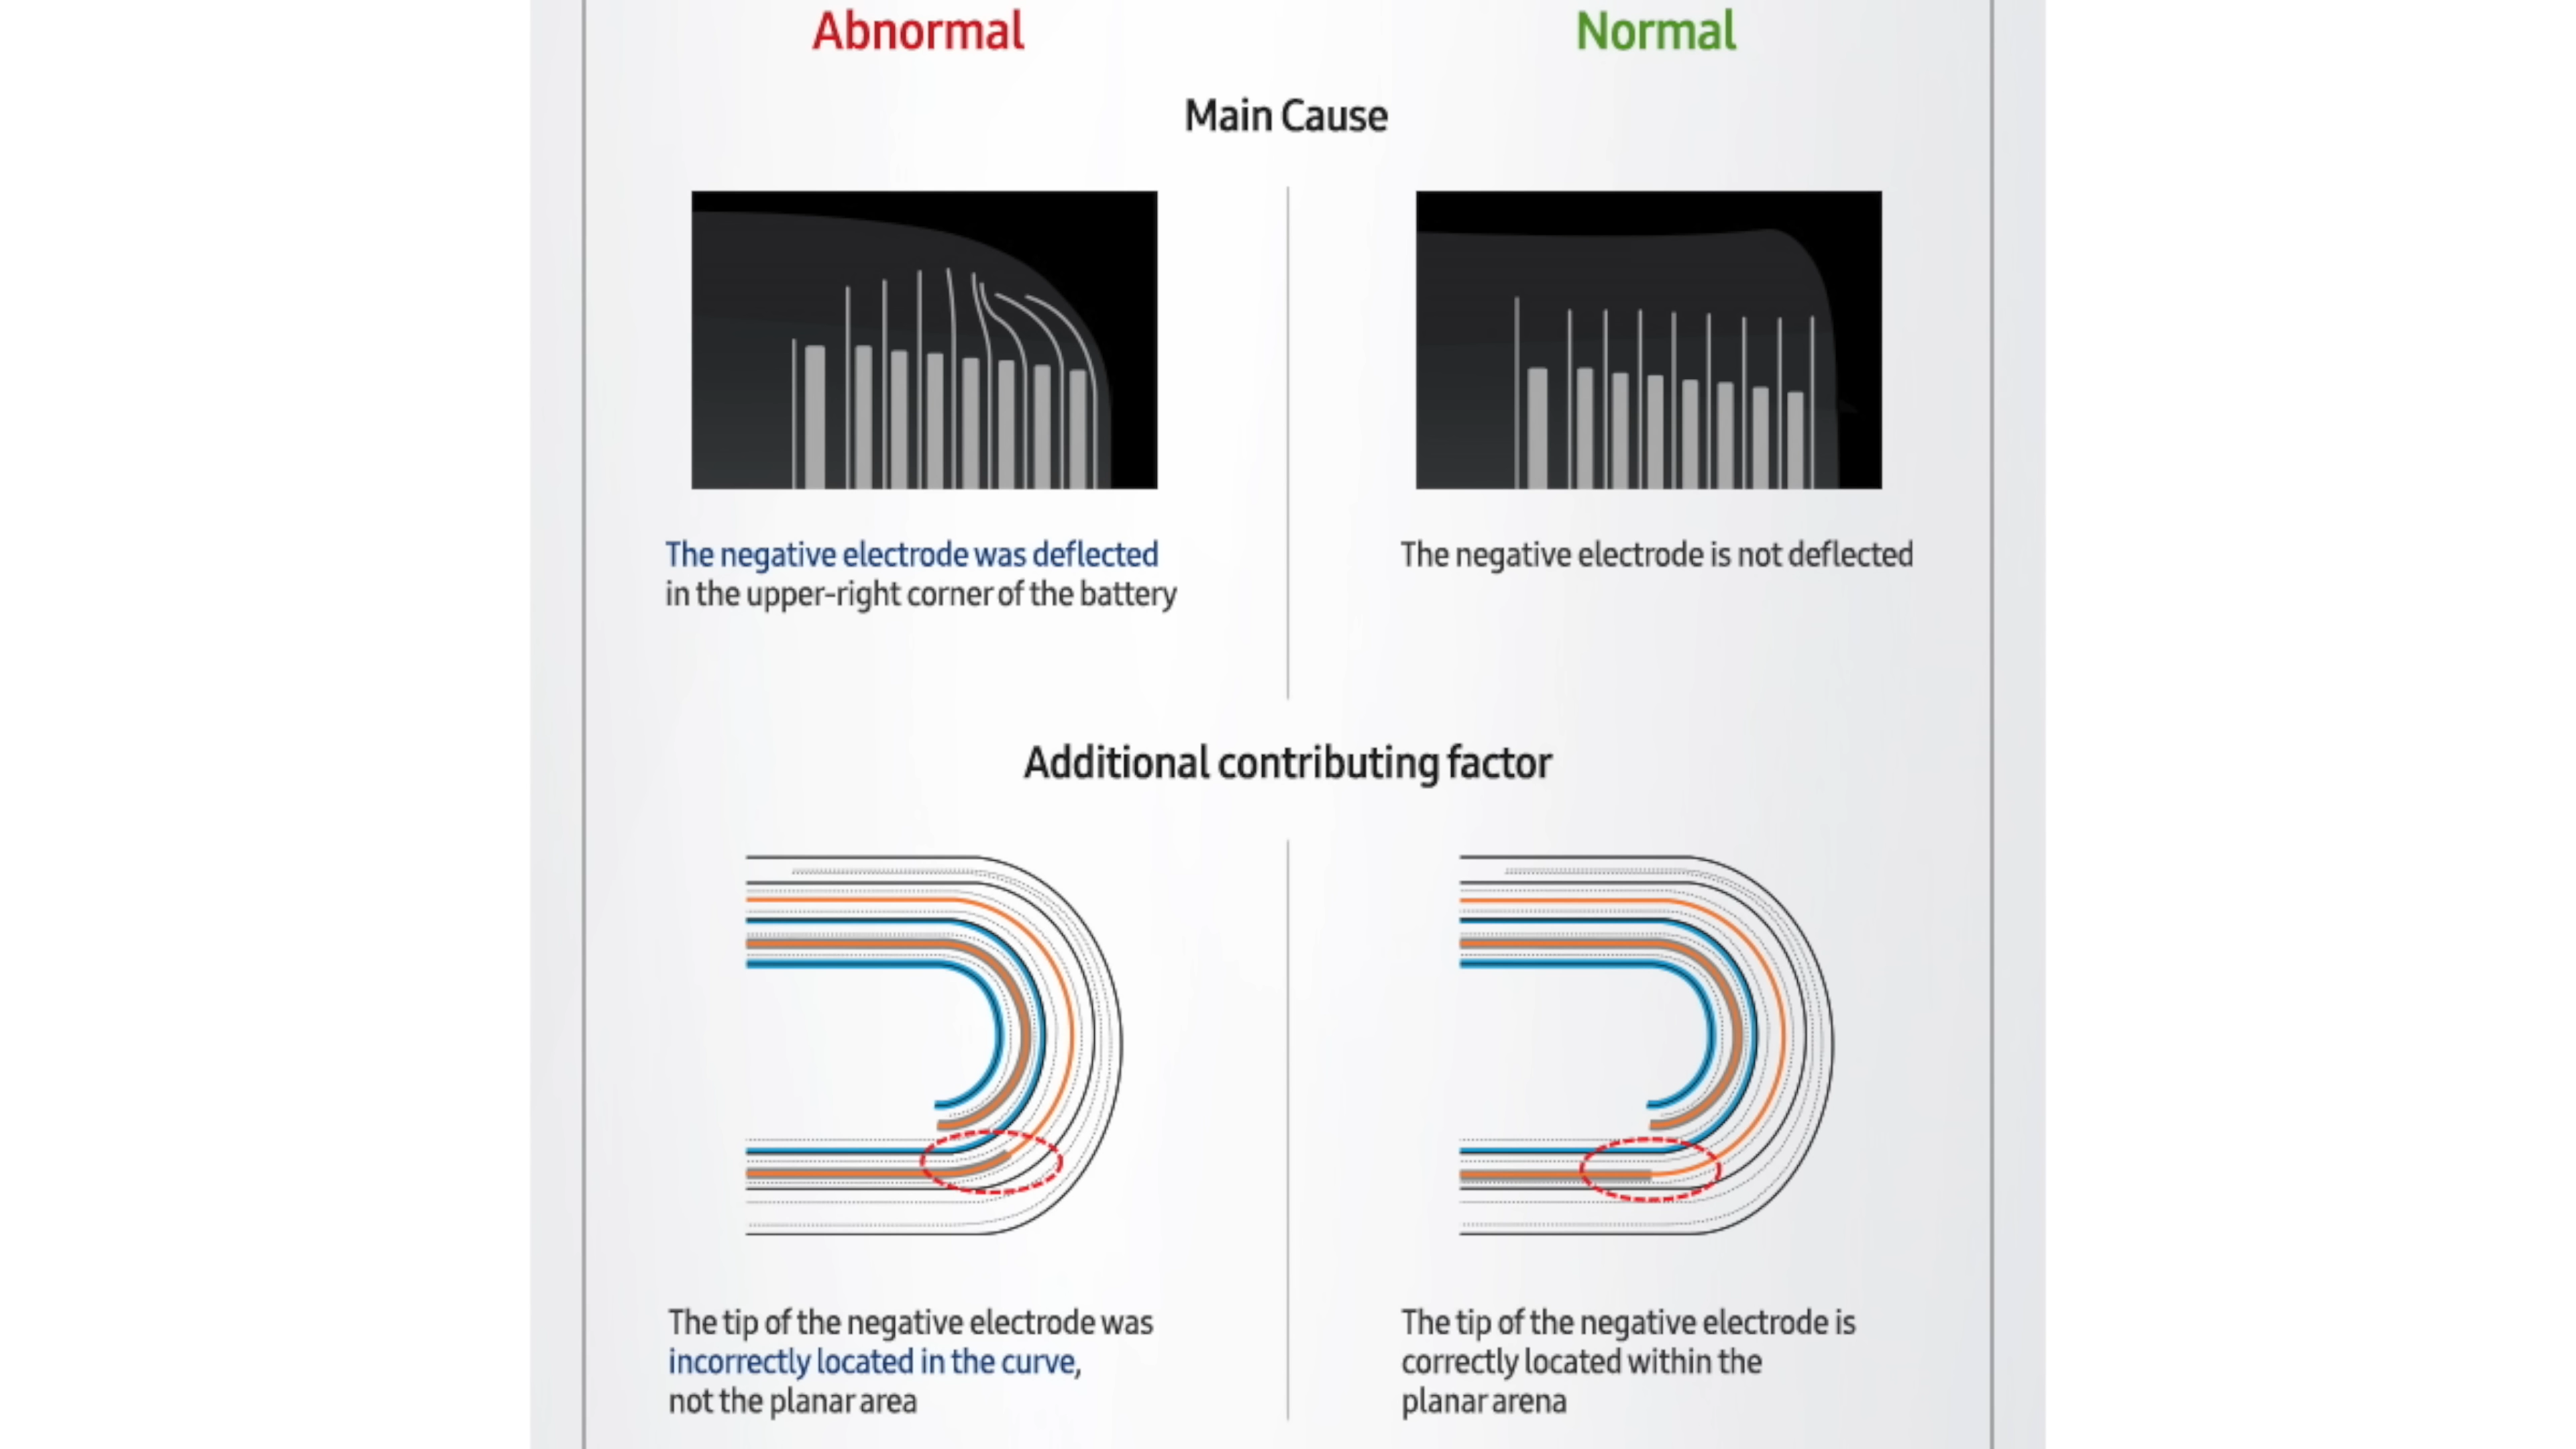 Abnormal
Normal
Main Cause
The negative electrode was deflected
in the upper-right corner of the battery
The negative electrode is not deflected
Additional contributing factor
The tip of the negative electrode was
incorrectly located in the curve,
not the planar area
The tip of the negative electrode is
correctly located within the
planar arena